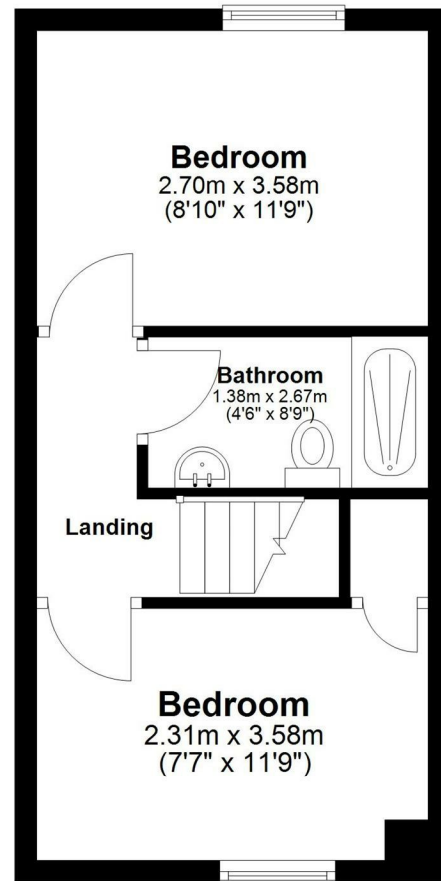 Bedroom
2.70m x 3.58m
(8'10" x 11'9")
Bathroom
1.38m x 2.67m
(4'6" x 8'9")
Landing
Bedroom
2.31m x 3.58m
(7'7" x 11'9")